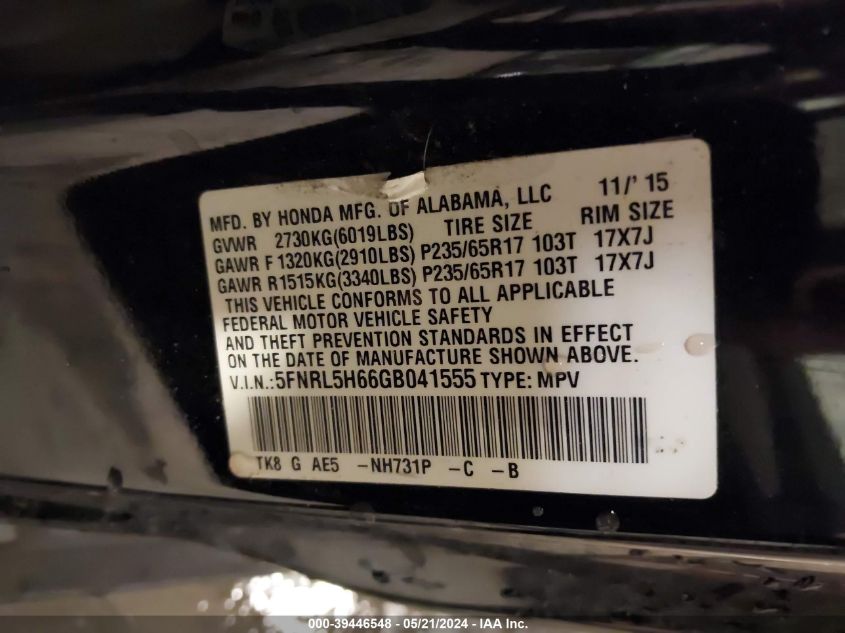 MFD. BY HONDA MFG. OF ALABAMA, LLC 11/' 15
GVWR 2730KG(6019LBS) TIRE SIZE RIM SIZE
GAWR F 1320KG(2910LBS) P235/65R17 103T 17X7J
GAWR R1515KG(3340LBS) P235/65R17 103T 17X7J
THIS VEHICLE CONFORMS TO ALL APPLICABLE
FEDERAL MOTOR VEHICLE SAFETY
AND THEFT PREVENTION STANDARDS IN EFFECT
ON THE DATE OF MANUFACTURE SHOWN ABOVE.
V.I.N.:5FNRL5H66GB041555 TYPE: MPV
TK8 G AE5 -NH731P -C -B
000-39446548 - 05/21/2024 - IAA Inc.